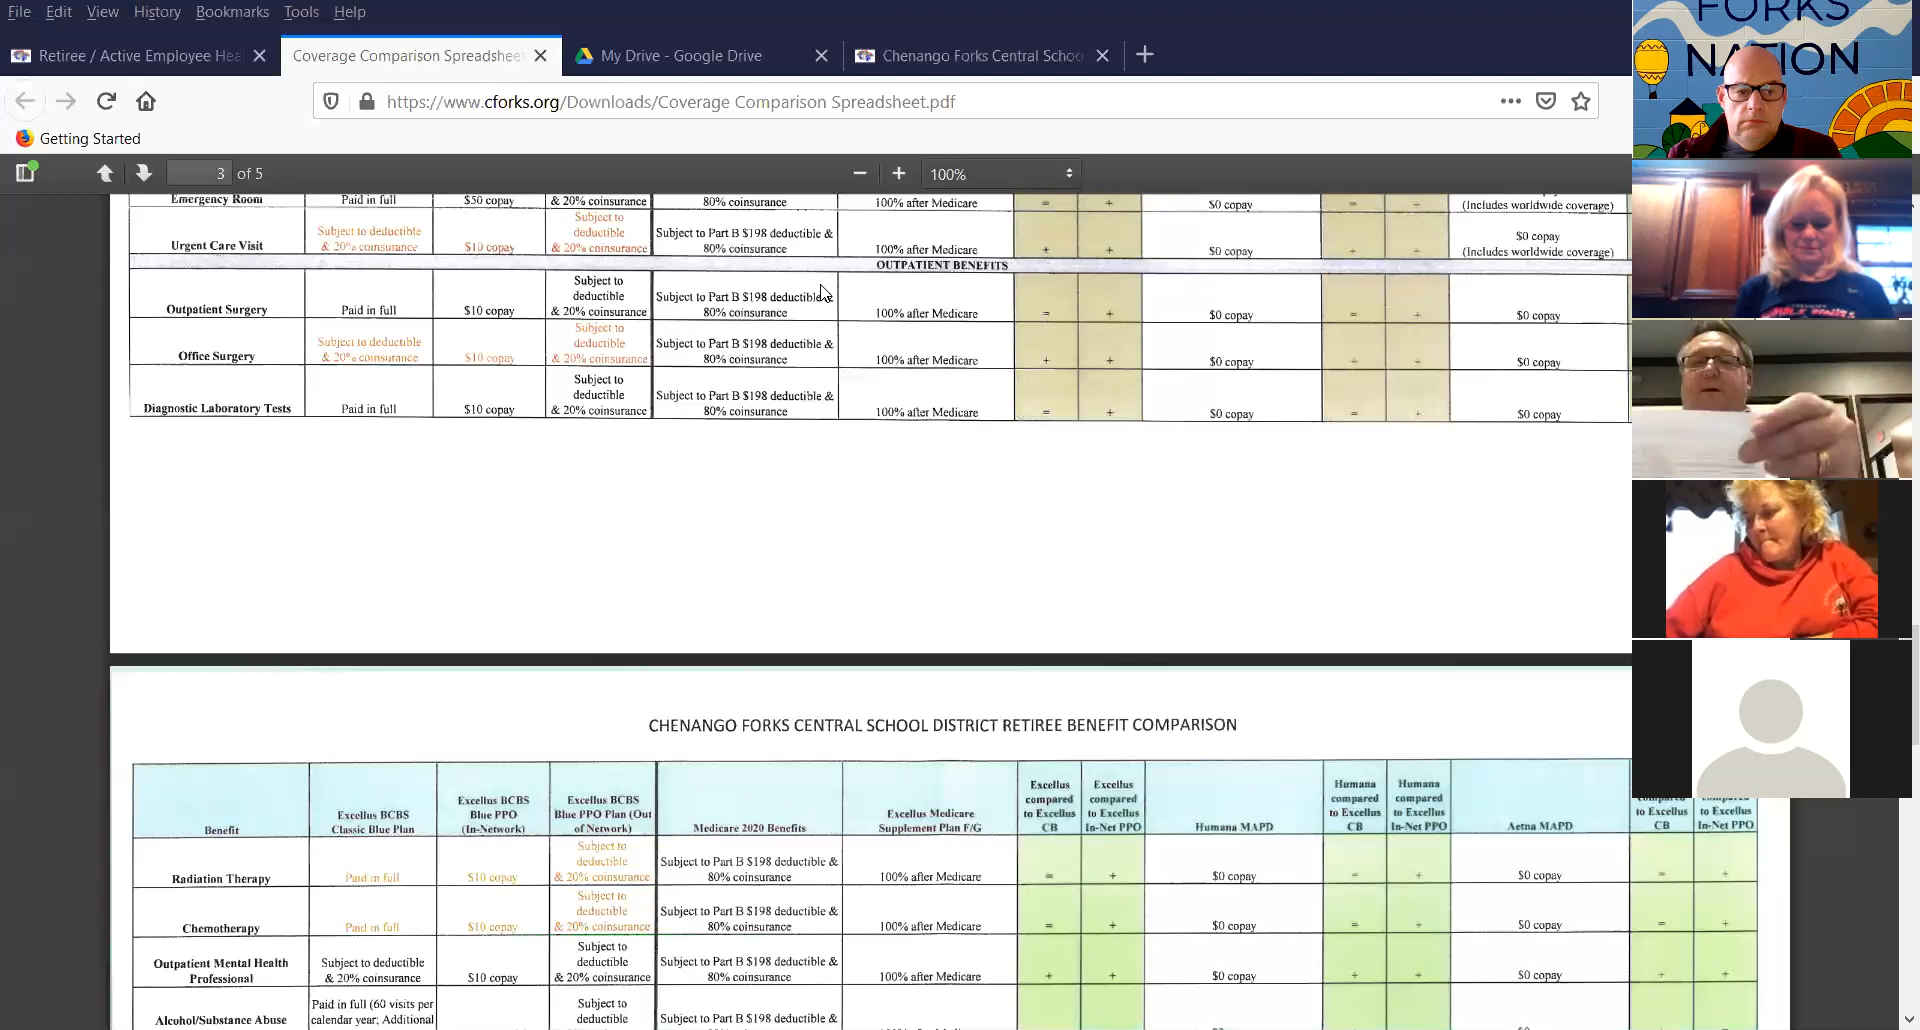 File Edit View History Bookmarks Tools Help
Retiree / Active Employee Hea
Coverage Comparison Spreadsheet
My Drive - Google Drive
Chenango Forks Central Schoo
https://www.cforks.org/Downloads/Coverage Comparison Spreadsheet.pdf
Getting Started
3 of 5
100%
FORKS
NATION
Emergency Room Paid in full $50 copay & 20% coinsurance 80% coinsurance 100% after Medicare = + $0 copay = + (Includes worldwide coverage)
Subject to
Subject to deductible deductible Subject to Part B $198 deductible & $0 copay
Urgent Care Visit & 20% coinsurance $10 copay & 20% coinsurance 80% coinsurance 100% after Medicare + + $0 copay + + (Includes worldwide coverage)
OUTPATIENT BENEFITS
Subject to
deductible Subject to Part B $198 deductible &
Outpatient Surgery Paid in full $10 copay & 20% coinsurance 80% coinsurance 100% after Medicare = + $0 copay = + $0 copay
Subject to
Subject to deductible deductible Subject to Part B $198 deductible &
Office Surgery & 20% coinsurance $10 copay & 20% coinsurance 80% coinsurance 100% after Medicare + + $0 copay + + $0 copay
Subject to
deductible Subject to Part B $198 deductible &
Diagnostic Laboratory Tests Paid in full $10 copay & 20% coinsurance 80% coinsurance 100% after Medicare = + $0 copay = + $0 copay
CHENANGO FORKS CENTRAL SCHOOL DISTRICT RETIREE BENEFIT COMPARISON
Excellus Excellus Humana Humana
Excellus BCBS Excellus BCBS compared compared compared compared
Excellus BCBS Blue PPO Blue PPO Plan (Out Excellus Medicare to Excellus to Excellus to Excellus to Excellus to Excellus to Excellus
Benefit Classic Blue Plan (In-Network) of Network) Medicare 2020 Benefits Supplement Plan F/G CB In-Net PPO Humana MAPD CB In-Net PPO Aetna MAPD CB In-Net PPO
Subject to
deductible Subject to Part B $198 deductible &
Radiation Therapy Paid in full $10 copay & 20% coinsurance 80% coinsurance 100% after Medicare = + $0 copay = + $0 copay = +
Subject to
deductible Subject to Part B $198 deductible &
Chemotherapy Paid in full $10 copay & 20% coinsurance 80% coinsurance 100% after Medicare = + $0 copay = + $0 copay = +
Subject to
Outpatient Mental Health Subject to deductible deductible Subject to Part B $198 deductible &
Professional & 20% coinsurance $10 copay & 20% coinsurance 80% coinsurance 100% after Medicare + + $0 copay + + $0 copay + +
Paid in full (60 visits per Subject to
Alcohol/Substance Abuse calendar year; Additional deductible Subject to Part B $198 deductible &